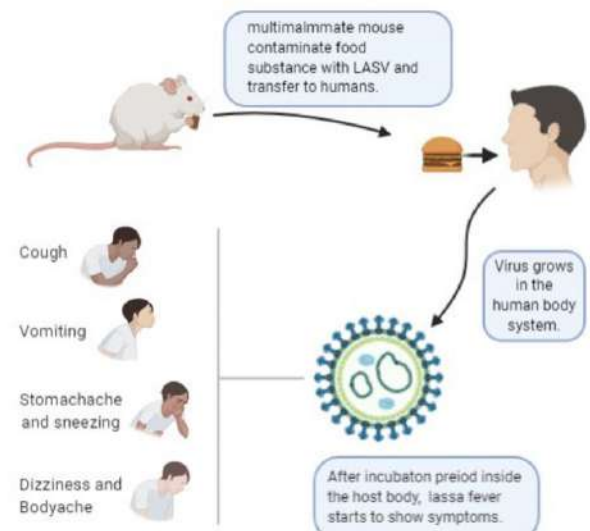 multimalmmate mouse
contaminate food
substance with LASV and
transfer to humans.
Cough
Vomiting
Stomachache
and sneezing
Dizziness and
Bodyache
Virus grows
in the
human body
system.
After incubaton preiod inside
the host body, lassa fever
starts to show symptoms.